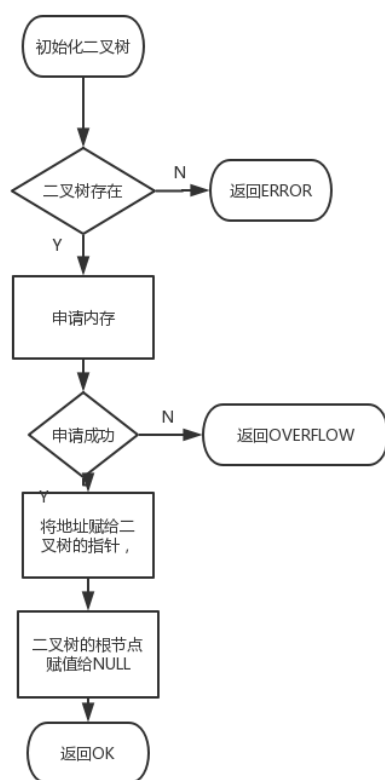 初始化二叉树
二叉树存在
N
返回ERROR
Y
申请内存
申请成功
N
返回OVERFLOW
Y
将地址赋给二
叉树的指针，
二叉树的根节点
赋值给NULL
返回OK